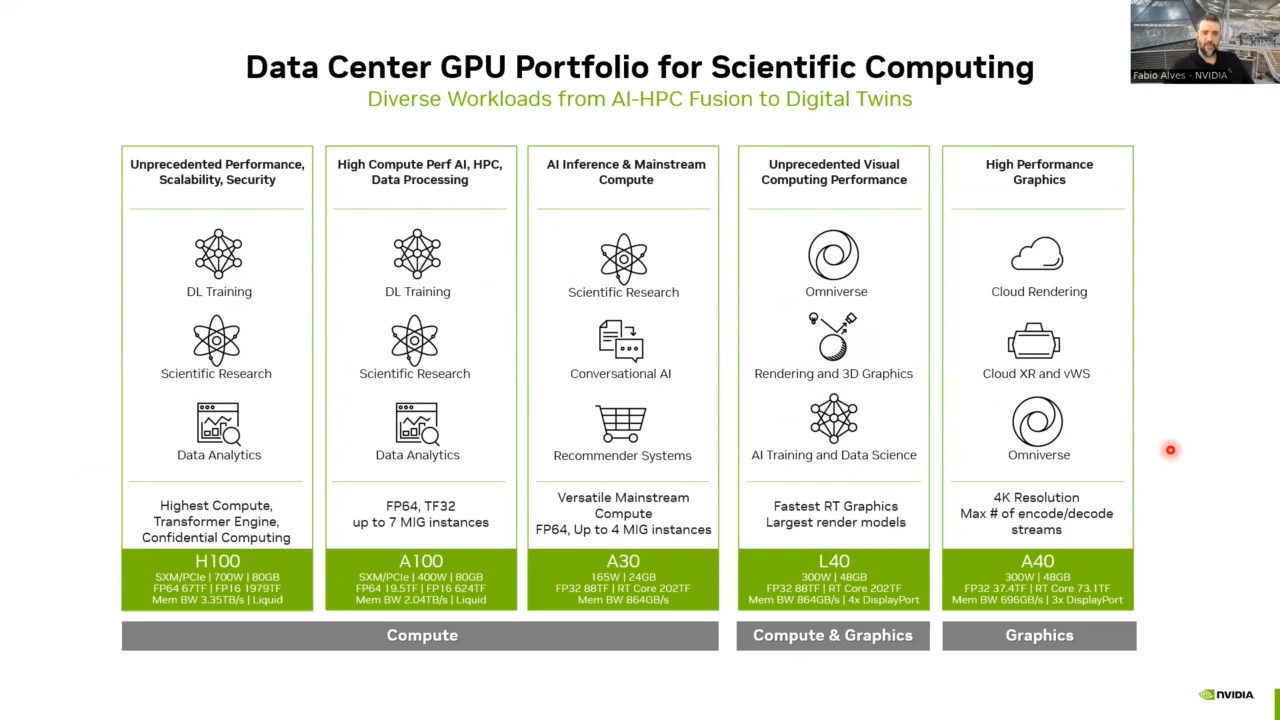 Fabio Alves - NVIDIA
Data Center GPU Portfolio for Scientific Computing
Diverse Workloads from AI-HPC Fusion to Digital Twins
Unprecedented Performance,
Scalability, Security
DL Training
Scientific Research
Data Analytics
Highest Compute,
Transformer Engine,
Confidential Computing
H100
SXM/PCIe | 700W | 80GB
FP64 67TF | FP16 1979TF
Mem BW 3.35TB/s | Liquid
High Compute Perf AI, HPC,
Data Processing
DL Training
Scientific Research
Data Analytics
FP64, TF32
up to 7 MIG instances
A100
SXM/PCIe | 400W | 80GB
FP64 19.5TF | FP16 624TF
Mem BW 2.04TB/s | Liquid
AI Inference & Mainstream
Compute
Scientific Research
Conversational AI
Recommender Systems
Versatile Mainstream
Compute
FP64, Up to 4 MIG instances
A30
165W | 24GB
FP32 88TF | RT Core 202TF
Mem BW 864GB/s
Unprecedented Visual
Computing Performance
Omniverse
Rendering and 3D Graphics
AI Training and Data Science
Fastest RT Graphics
Largest render models
L40
300W | 48GB
FP32 88TF | RT Core 202TF
Mem BW 864GB/s | 4x DisplayPort
High Performance
Graphics
Cloud Rendering
Cloud XR and vWS
Omniverse
4K Resolution
Max # of encode/decode
streams
A40
300W | 48GB
FP32 37.4TF | RT Core 73.1TF
Mem BW 696GB/s | 3x DisplayPort
Compute
Compute & Graphics
Graphics
NVIDIA.